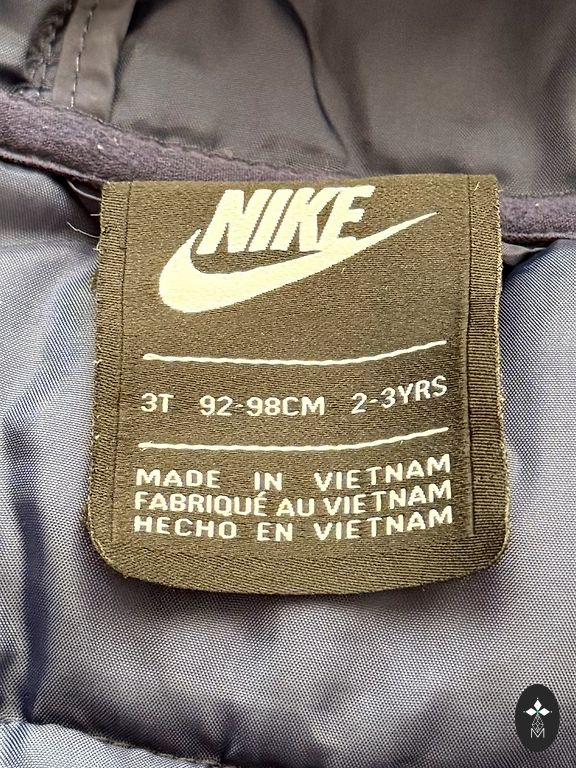 NIKE
3T 92-98CM 2-3YRS
MADE IN VIETNAM
FABRIQUÉ AU VIETNAM
HECHO EN VIETNAM
M